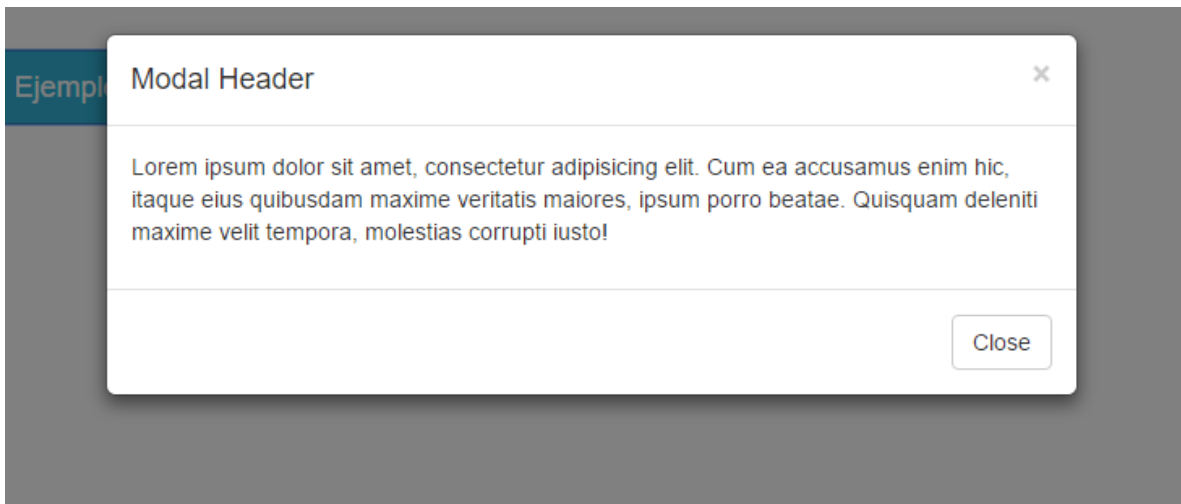 Modal Header ×
Ejempl
Lorem ipsum dolor sit amet, consectetur adipisicing elit. Cum ea accusamus enim hic,
itaque eius quibusdam maxime veritatis maiores, ipsum porro beatae. Quisquam deleniti
maxime velit tempora, molestias corrupti iusto!
Close